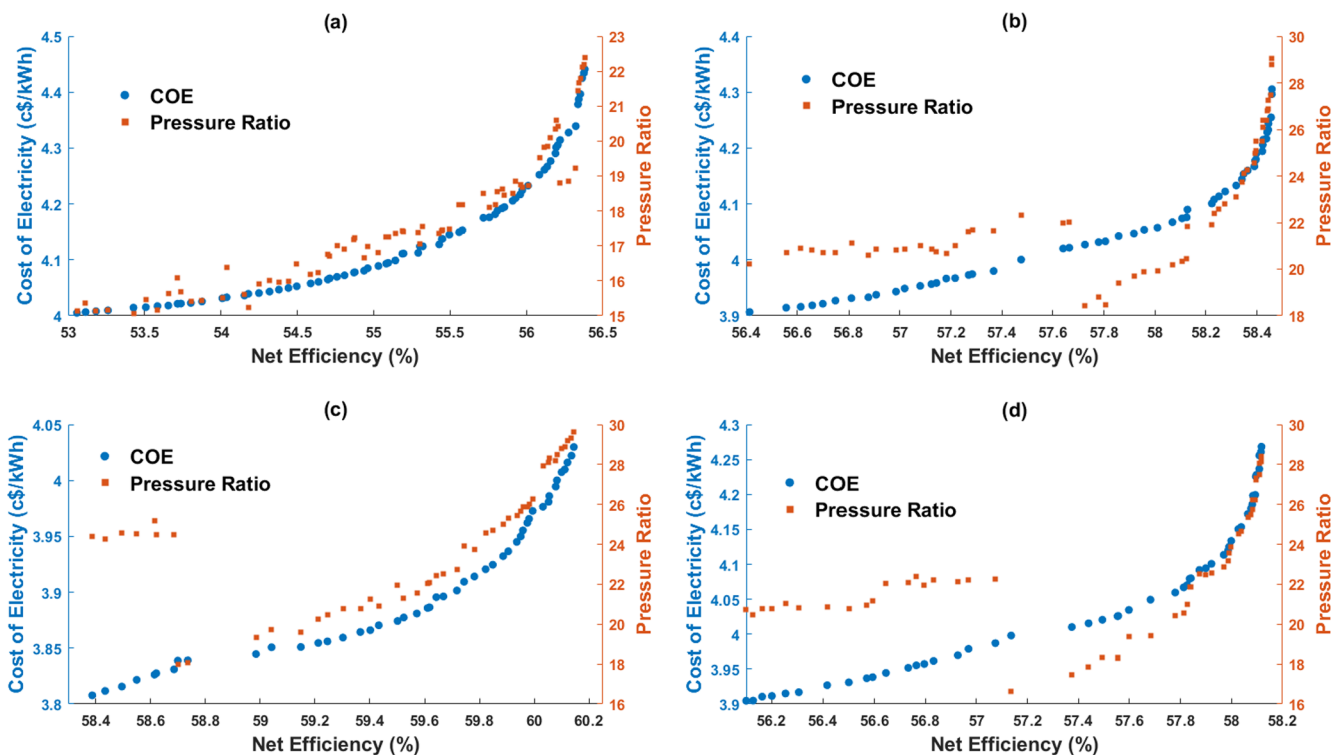 (a)
Cost of Electricity (c$/kWh)
4.5
4.4
4.3
4.2
4.1
4
COE
Pressure Ratio
23
22
21
20
19
18
17
16
15
Pressure Ratio
53 53.5 54 54.5 55 55.5 56 56.5
Net Efficiency (%)
(b)
Cost of Electricity (c$/kWh)
4.4
4.3
4.2
4.1
4
3.9
COE
Pressure Ratio
30
28
26
24
22
20
18
Pressure Ratio
56.4 56.6 56.8 57 57.2 57.4 57.6 57.8 58 58.2 58.4
Net Efficiency (%)
(c)
Cost of Electricity (c$/kWh)
4.05
4
3.95
3.9
3.85
3.8
COE
Pressure Ratio
30
28
26
24
22
20
18
16
Pressure Ratio
58.4 58.6 58.8 59 59.2 59.4 59.6 59.8 60 60.2
Net Efficiency (%)
(d)
Cost of Electricity (c$/kWh)
4.3
4.25
4.2
4.15
4.1
4.05
4
3.95
3.9
COE
Pressure Ratio
30
28
26
24
22
20
18
16
Pressure Ratio
56.2 56.4 56.6 56.8 57 57.2 57.4 57.6 57.8 58 58.2
Net Efficiency (%)